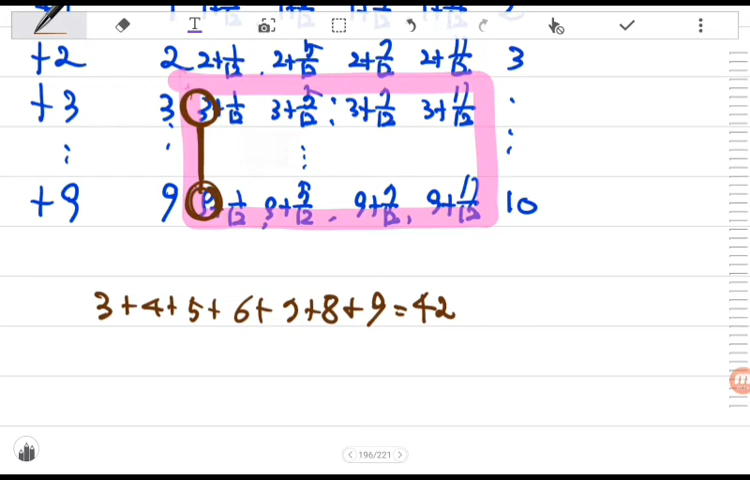 +2 2 2+1/12, 2+5/12 2+7/12 2+11/12 3
+3 3 3+1/12 3+5/12 3+7/12 3+11/12
⋮ ⋮ ⋮ ⋮
+9 9 9+1/12, 9+5/12, 9+7/12, 9+11/12 10
3+4+5+6+7+8+9=42
196/221